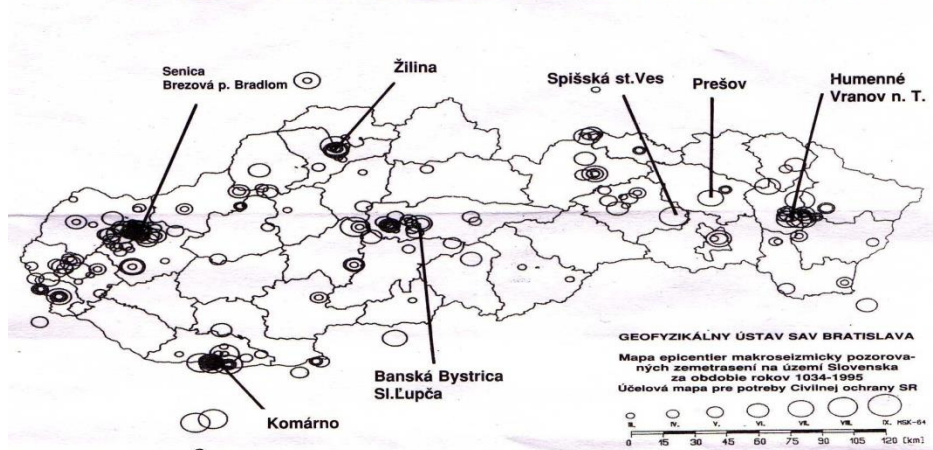 Senica
Brezová p. Bradlom
Žilina
Spišská st.Ves
Prešov
Humenné
Vranov n. T.
Banská Bystrica
Sl.Ľupča
Komárno
GEOFYZIKÁLNY ÚSTAV SAV BRATISLAVA
Mapa epicentier makroseizmicky pozorova-
ných zemetrasení na území Slovenska
za obdobie rokov 1034-1995
Účelová mapa pre potreby Civilnej ochrany SR
III. IV. V. VI. VII. VIII. IX. MSK-64
0 15 30 45 60 75 90 105 120 [km]